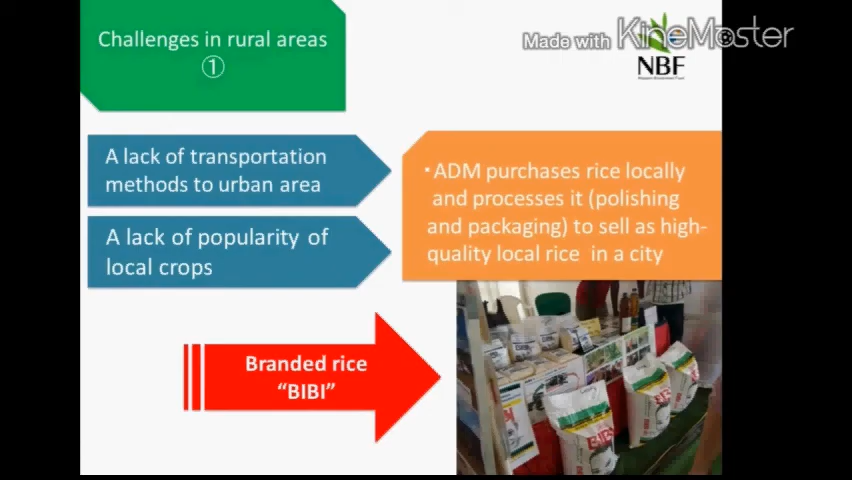 Challenges in rural areas
①
Made with KineMaster
NBF
A lack of transportation
methods to urban area
A lack of popularity of
local crops
・ADM purchases rice locally
and processes it (polishing
and packaging) to sell as high-
quality local rice in a city
Branded rice
“BIBI”
BIBI
BIBI